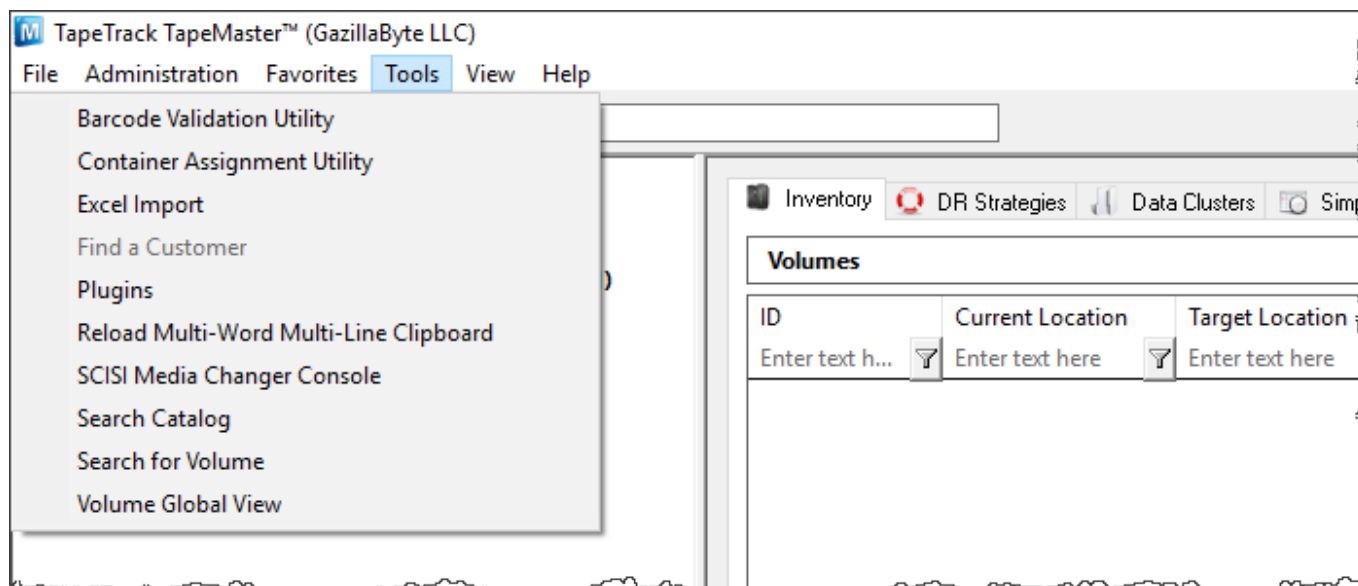 TapeTrack TapeMaster™ (GazillaByte LLC)
File Administration Favorites Tools View Help
Barcode Validation Utility
Container Assignment Utility
Excel Import
Find a Customer
Plugins
Reload Multi-Word Multi-Line Clipboard
SCISI Media Changer Console
Search Catalog
Search for Volume
Volume Global View
)
Inventory DR Strategies Data Clusters
Volumes
ID Current Location Target Location
Enter text h... Enter text here Enter text here